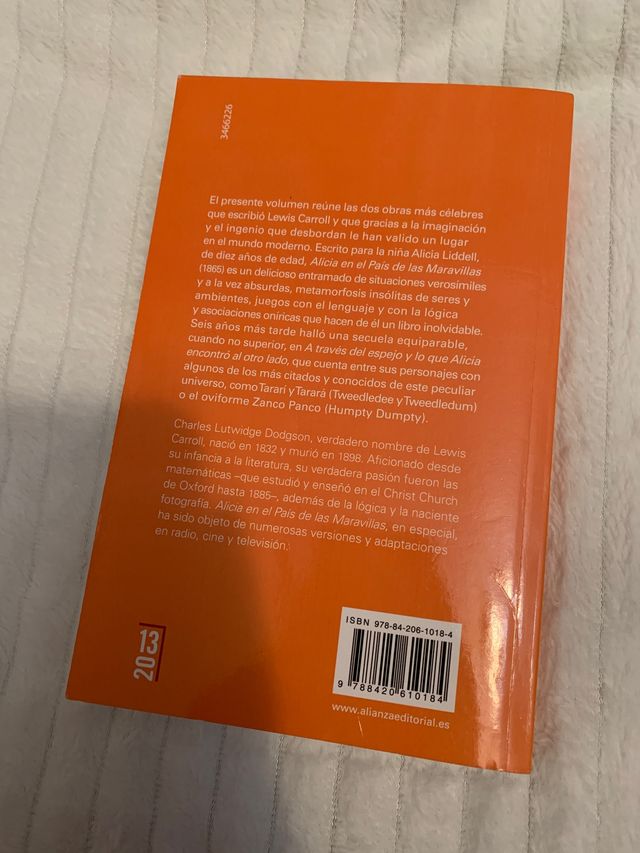 3466226
El presente volumen reúne las dos obras más célebres
que escribió Lewis Carroll y que gracias a la imaginación
y el ingenio que desbordan le han valido un lugar
en el mundo moderno. Escrito para la niña Alicia Liddell,
de diez años de edad, Alicia en el País de las Maravillas
(1865) es un delicioso entramado de situaciones verosímiles
y a la vez absurdas, metamorfosis insólitas de seres y
ambientes, juegos con el lenguaje y con la lógica
y asociaciones oníricas que hacen de él un libro inolvidable.
Seis años más tarde halló una secuela equiparable,
cuando no superior, en A través del espejo y lo que Alicia
encontró al otro lado, que cuenta entre sus personajes con
algunos de los más citados y conocidos de este peculiar
universo, como Tararí y Tarará (Tweedledee y Tweedledum)
o el oviforme Zanco Panco (Humpty Dumpty).
Charles Lutwidge Dodgson, verdadero nombre de Lewis
Carroll, nació en 1832 y murió en 1898. Aficionado desde
su infancia a la literatura, su verdadera pasión fueron las
matemáticas –que estudió y enseñó en el Christ Church
de Oxford hasta 1885–, además de la lógica y la naciente
fotografía. Alicia en el País de las Maravillas, en especial,
ha sido objeto de numerosas versiones y adaptaciones
en radio, cine y televisión.
13
20
ISBN 978-84-206-1018-4
9 788420 610184
www.alianzaeditorial.es